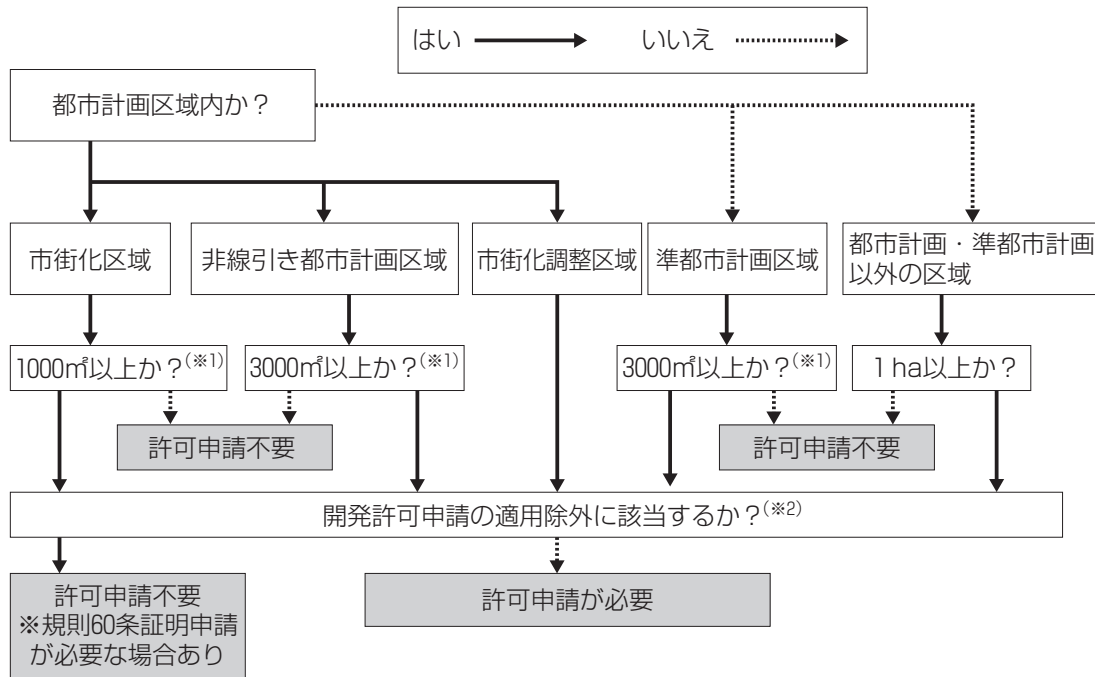 はい
いいえ
都市計画区域内か?
市街化区域
非線引き都市計画区域
市街化調整区域
準都市計画区域
都市計画・準都市計画
以外の区域
1000㎡以上か?(※1)
3000㎡以上か?(※1)
3000㎡以上か?(※1)
1 ha以上か?
許可申請不要
許可申請不要
開発許可申請の適用除外に該当するか?(※2)
許可申請不要
※規則60条証明申請
が必要な場合あり
許可申請が必要